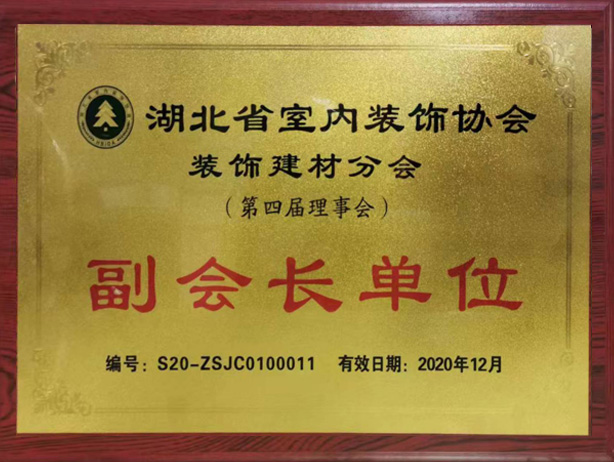 湖北省室内装饰协会
装饰建材分会
（第四届理事会）
副会长单位
编号：S20-ZSJC0100011 有效日期：2020年12月